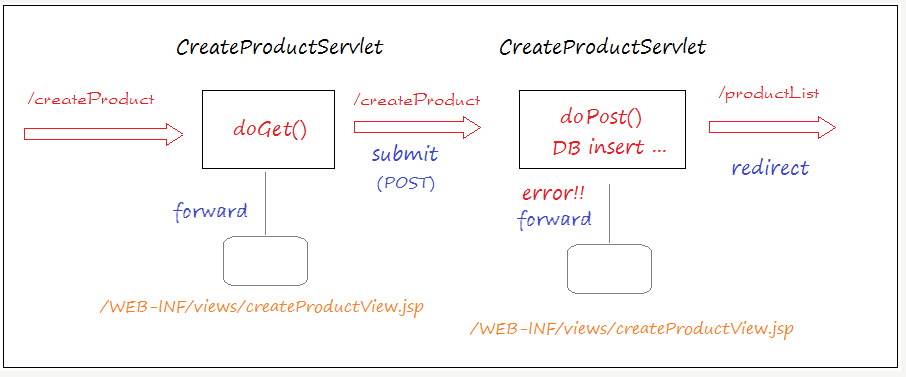 CreateProductServlet
CreateProductServlet
/createProduct
doGet()
/createProduct
submit
(POST)
doPost()
DB insert ...
/productList
redirect
forward
/WEB-INF/views/createProductView.jsp
error!!
forward
/WEB-INF/views/createProductView.jsp